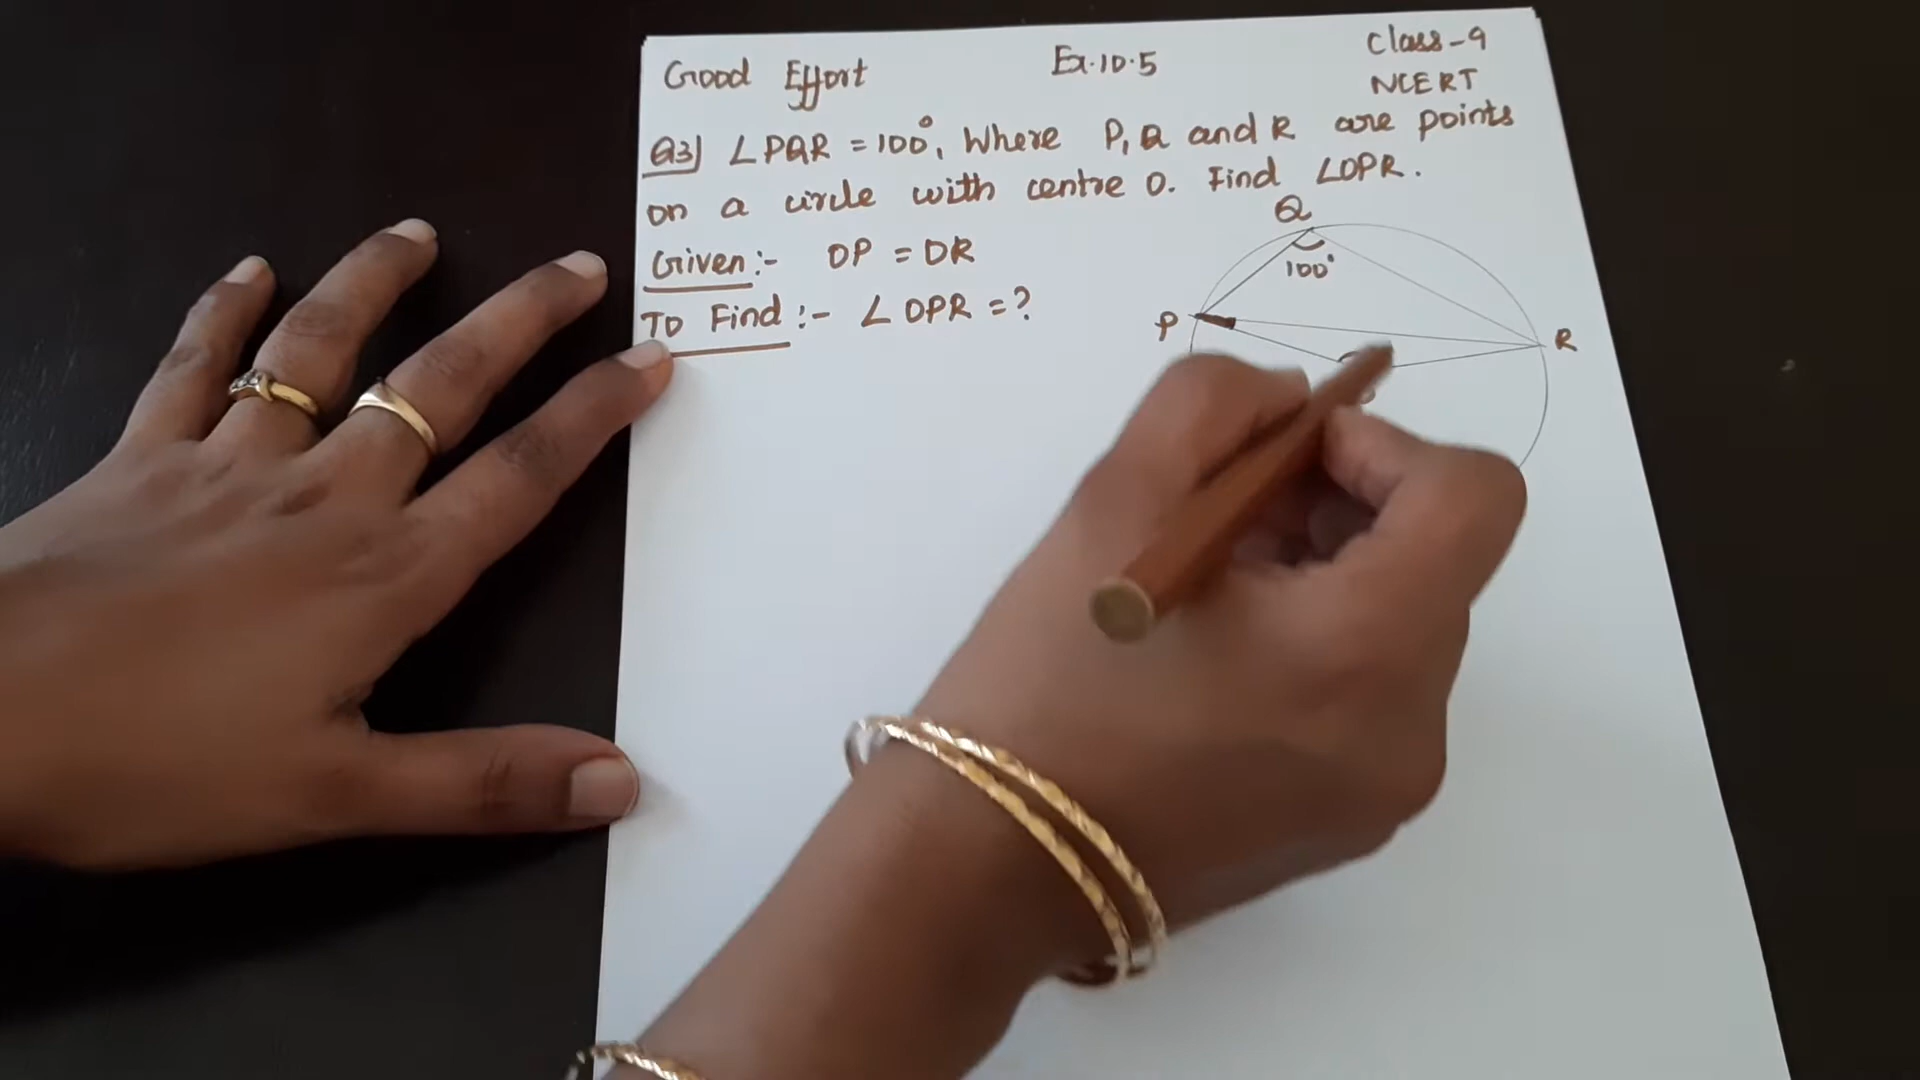 Good Effort
Ex.10.5
Class-9
NCERT
Q3) ∠PQR = 100°, Where P, Q and R are points
on a circle with centre O. Find ∠OPR.
Given:- OP = OR
To Find :- ∠OPR = ?
Q
100°
P
R